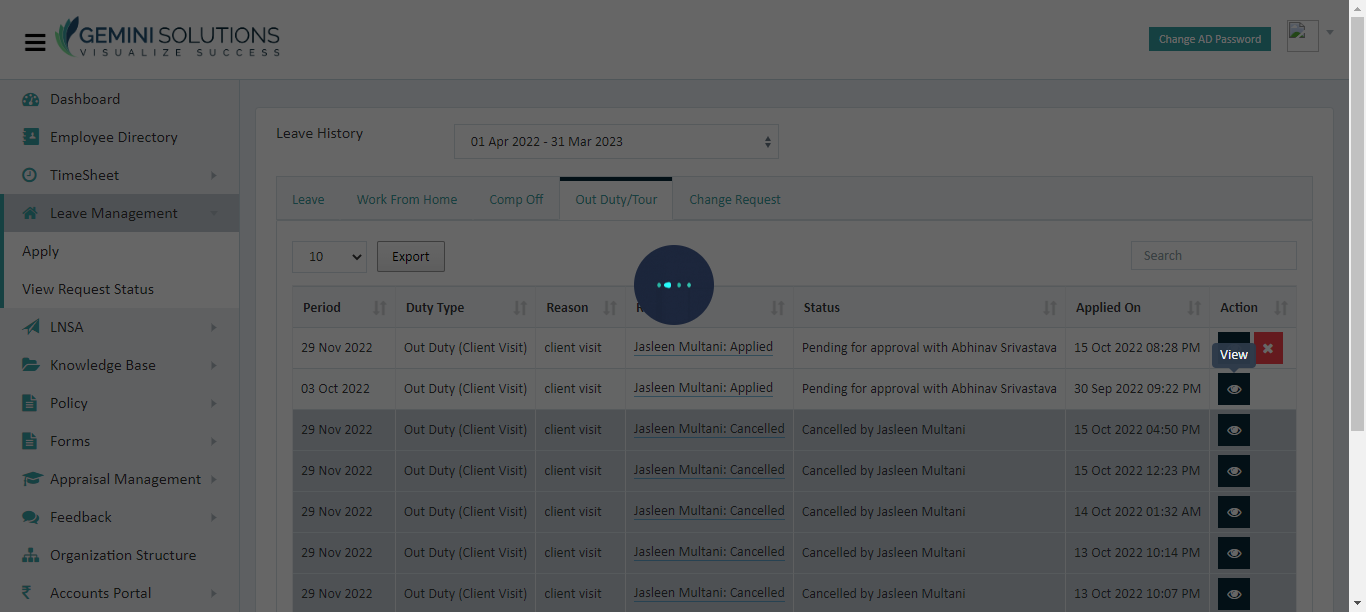 GEMINI SOLUTIONS
VISUALIZE SUCCESS
Change AD Password
Dashboard
Employee Directory
TimeSheet
Leave Management
Apply
View Request Status
LNSA
Knowledge Base
Policy
Forms
Appraisal Management
Feedback
Organization Structure
Accounts Portal
Leave History
01 Apr 2022 - 31 Mar 2023
Leave Work From Home Comp Off Out Duty/Tour Change Request
10 Export Search
Period Duty Type Reason Status Applied On Action
29 Nov 2022 Out Duty (Client Visit) client visit Jasleen Multani: Applied Pending for approval with Abhinav Srivastava 15 Oct 2022 08:28 PM
View
03 Oct 2022 Out Duty (Client Visit) client visit Jasleen Multani: Applied Pending for approval with Abhinav Srivastava 30 Sep 2022 09:22 PM
29 Nov 2022 Out Duty (Client Visit) client visit Jasleen Multani: Cancelled Cancelled by Jasleen Multani 15 Oct 2022 04:50 PM
29 Nov 2022 Out Duty (Client Visit) client visit Jasleen Multani: Cancelled Cancelled by Jasleen Multani 15 Oct 2022 12:23 PM
29 Nov 2022 Out Duty (Client Visit) client visit Jasleen Multani: Cancelled Cancelled by Jasleen Multani 14 Oct 2022 01:32 AM
29 Nov 2022 Out Duty (Client Visit) client visit Jasleen Multani: Cancelled Cancelled by Jasleen Multani 13 Oct 2022 10:14 PM
29 Nov 2022 Out Duty (Client Visit) client visit Jasleen Multani: Cancelled Cancelled by Jasleen Multani 13 Oct 2022 10:07 PM